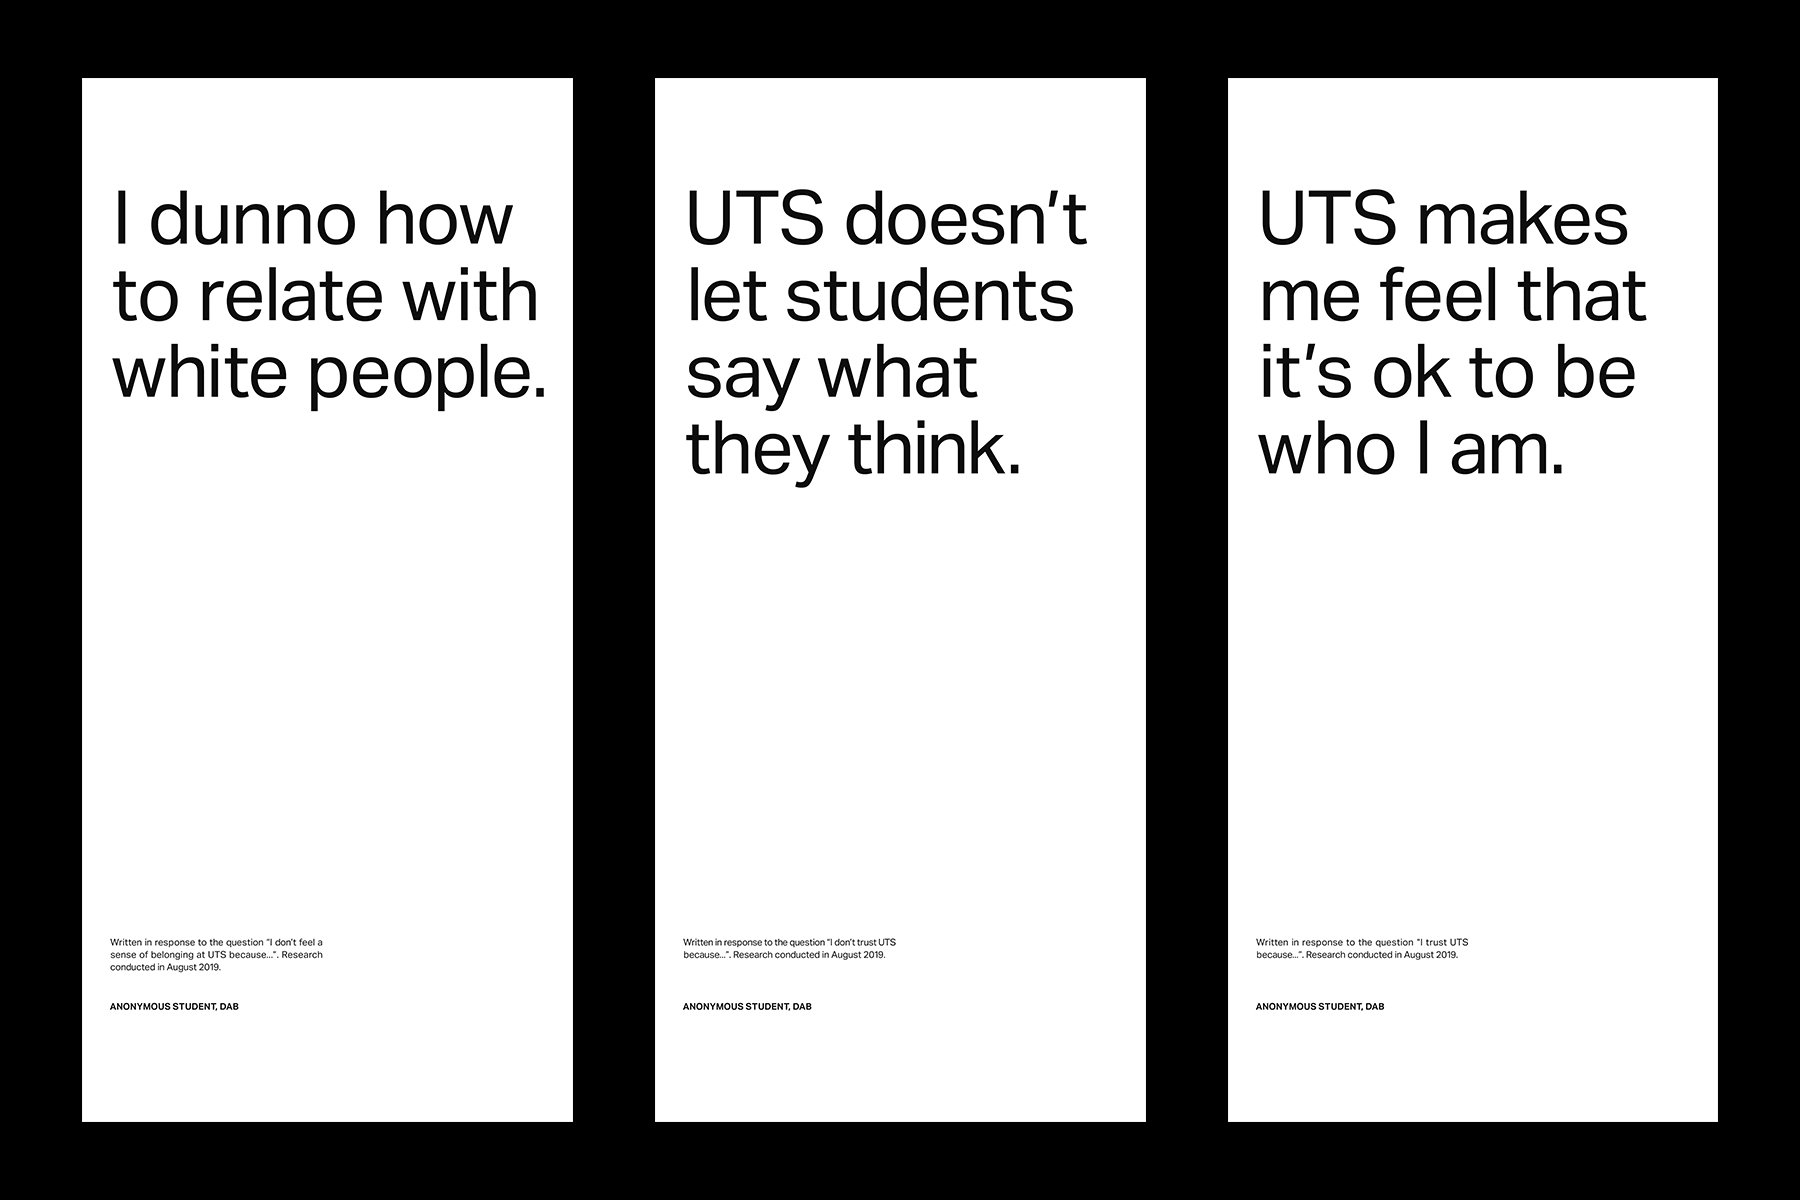 I dunno how
to relate with
white people.
Written in response to the question “I don’t feel a
sense of belonging at UTS because...”. Research
conducted in August 2019.
ANONYMOUS STUDENT, DAB
UTS doesn’t
let students
say what
they think.
Written in response to the question “I don’t trust UTS
because...”. Research conducted in August 2019.
ANONYMOUS STUDENT, DAB
UTS makes
me feel that
it’s ok to be
who I am.
Written in response to the question “I trust UTS
because...”. Research conducted in August 2019.
ANONYMOUS STUDENT, DAB